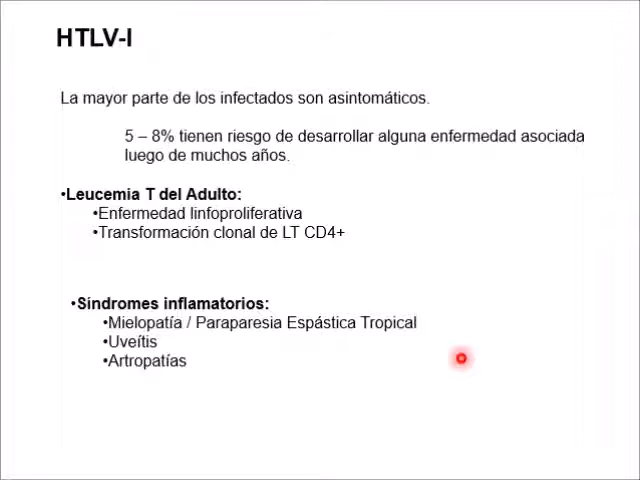 HTLV-I
La mayor parte de los infectados son asintomáticos.
5 – 8% tienen riesgo de desarrollar alguna enfermedad asociada
luego de muchos años.
•Leucemia T del Adulto:
•Enfermedad linfoproliferativa
•Transformación clonal de LT CD4+
•Síndromes inflamatorios:
•Mielopatía / Paraparesia Espástica Tropical
•Uveítis
•Artropatías